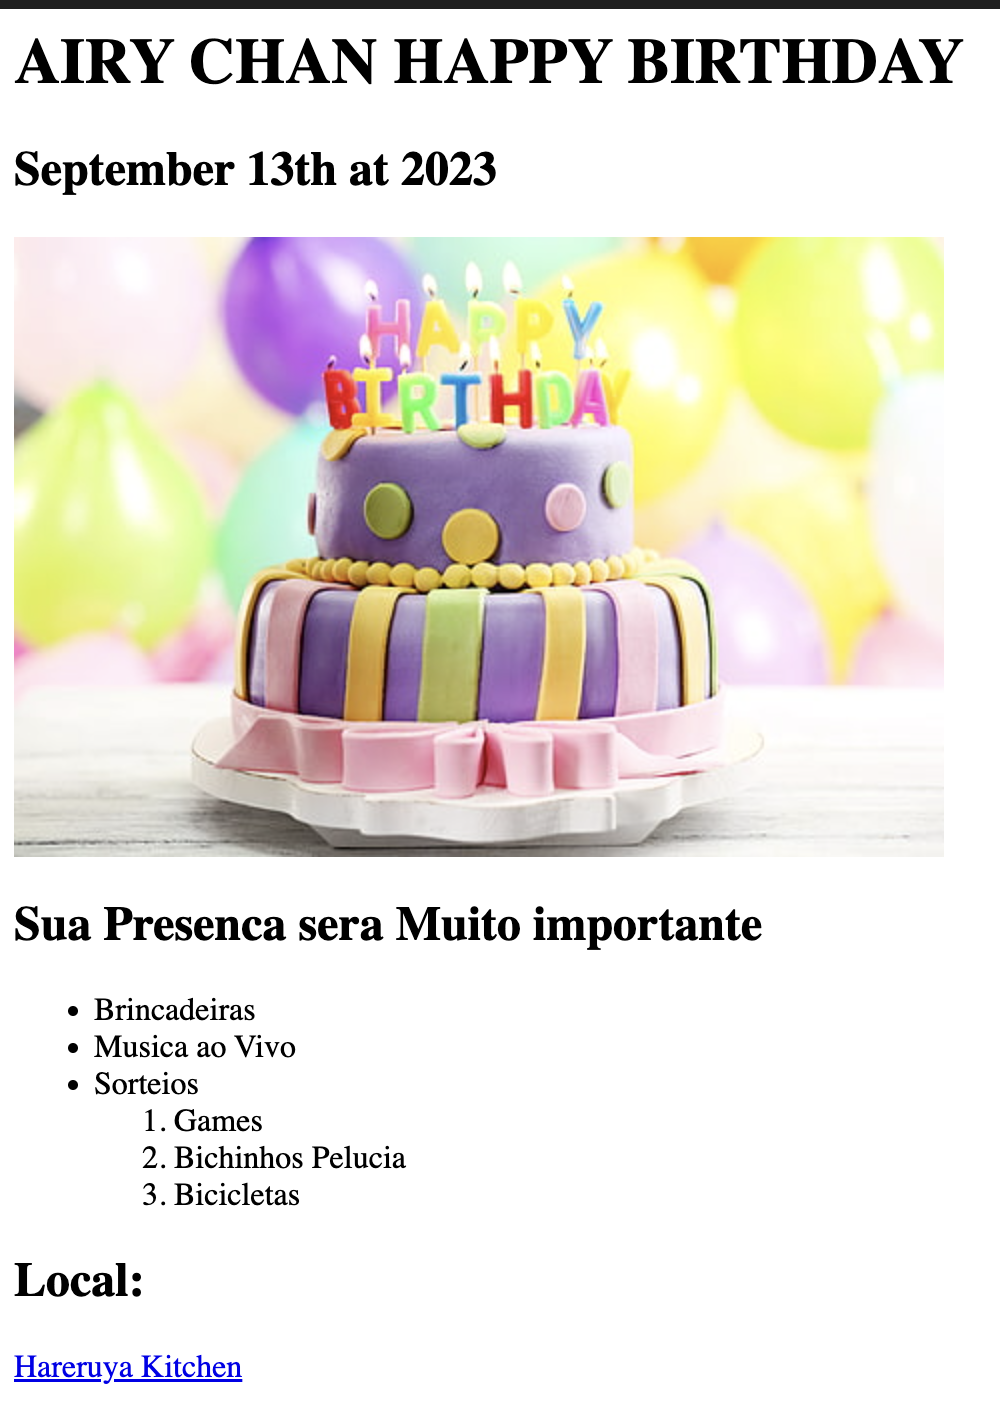 AIRY CHAN HAPPY BIRTHDAY
September 13th at 2023
HAPPY
BIRTHDAY
Sua Presenca sera Muito importante
• Brincadeiras
• Musica ao Vivo
• Sorteios
1. Games
2. Bichinhos Pelucia
3. Bicicletas
Local:
Hareruya Kitchen